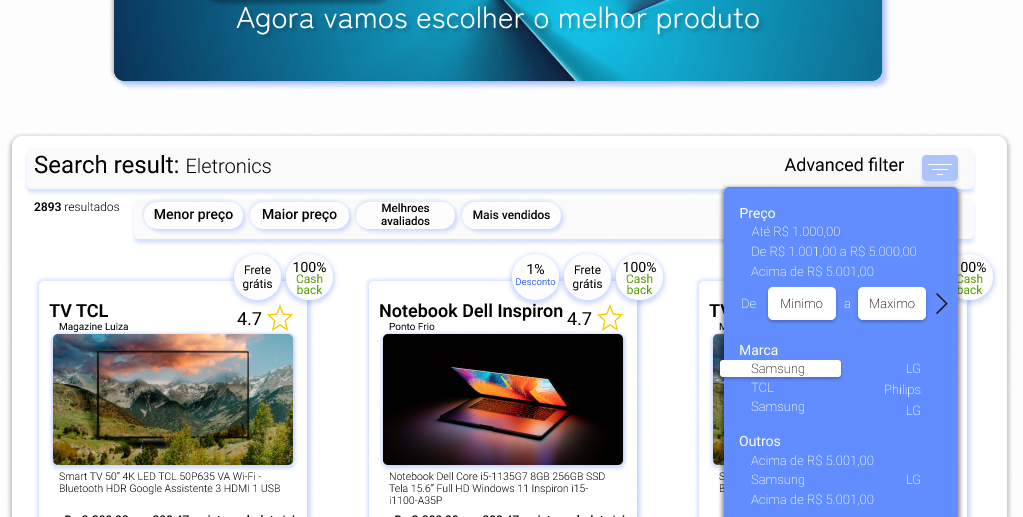 Agora vamos escolher o melhor produto
Search result: Eletronics
Advanced filter
2893 resultados
Menor preço
Maior preço
Melhroes
avaliados
Mais vendidos
Preço
Até R$ 1.000,00
De R$ 1.001,00 a R$ 5.000,00
Acima de R$ 5.001,00
De Minimo a Maximo
Marca
Samsung LG
TCL Philips
Samsung LG
Outros
Acima de R$ 5.001,00
Samsung LG
Acima de R$ 5.001,00
Frete
grátis
100%
Cash
back
TV TCL
Magazine Luiza
4.7
Smart TV 50” 4K LED TCL 50P635 VA Wi-Fi -
Bluetooth HDR Google Assistente 3 HDMI 1 USB
1%
Desconto
Frete
grátis
100%
Cash
back
Notebook Dell Inspiron
Ponto Frio
4.7
Notebook Dell Core i5-1135G7 8GB 256GB SSD
Tela 15.6” Full HD Windows 11 Inspiron i15-
i1100-A35P
00%
Cash
back